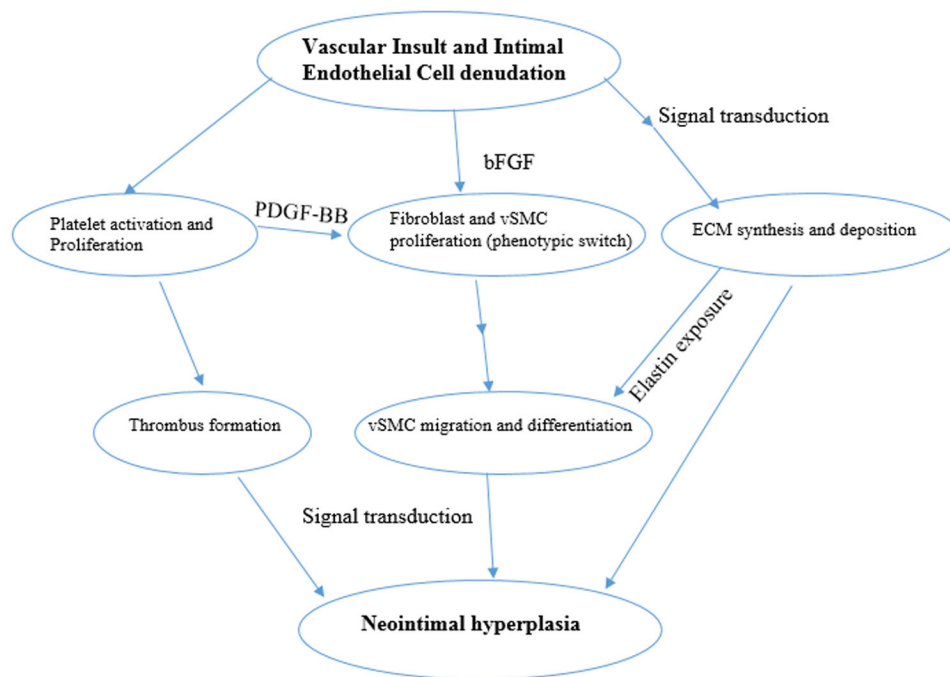 Vascular Insult and Intimal
Endothelial Cell denudation
Signal transduction
bFGF
Platelet activation and
Proliferation
PDGF-BB
Fibroblast and vSMC
proliferation (phenotypic switch)
ECM synthesis and deposition
Elastin exposure
Thrombus formation
vSMC migration and differentiation
Signal transduction
Neointimal hyperplasia